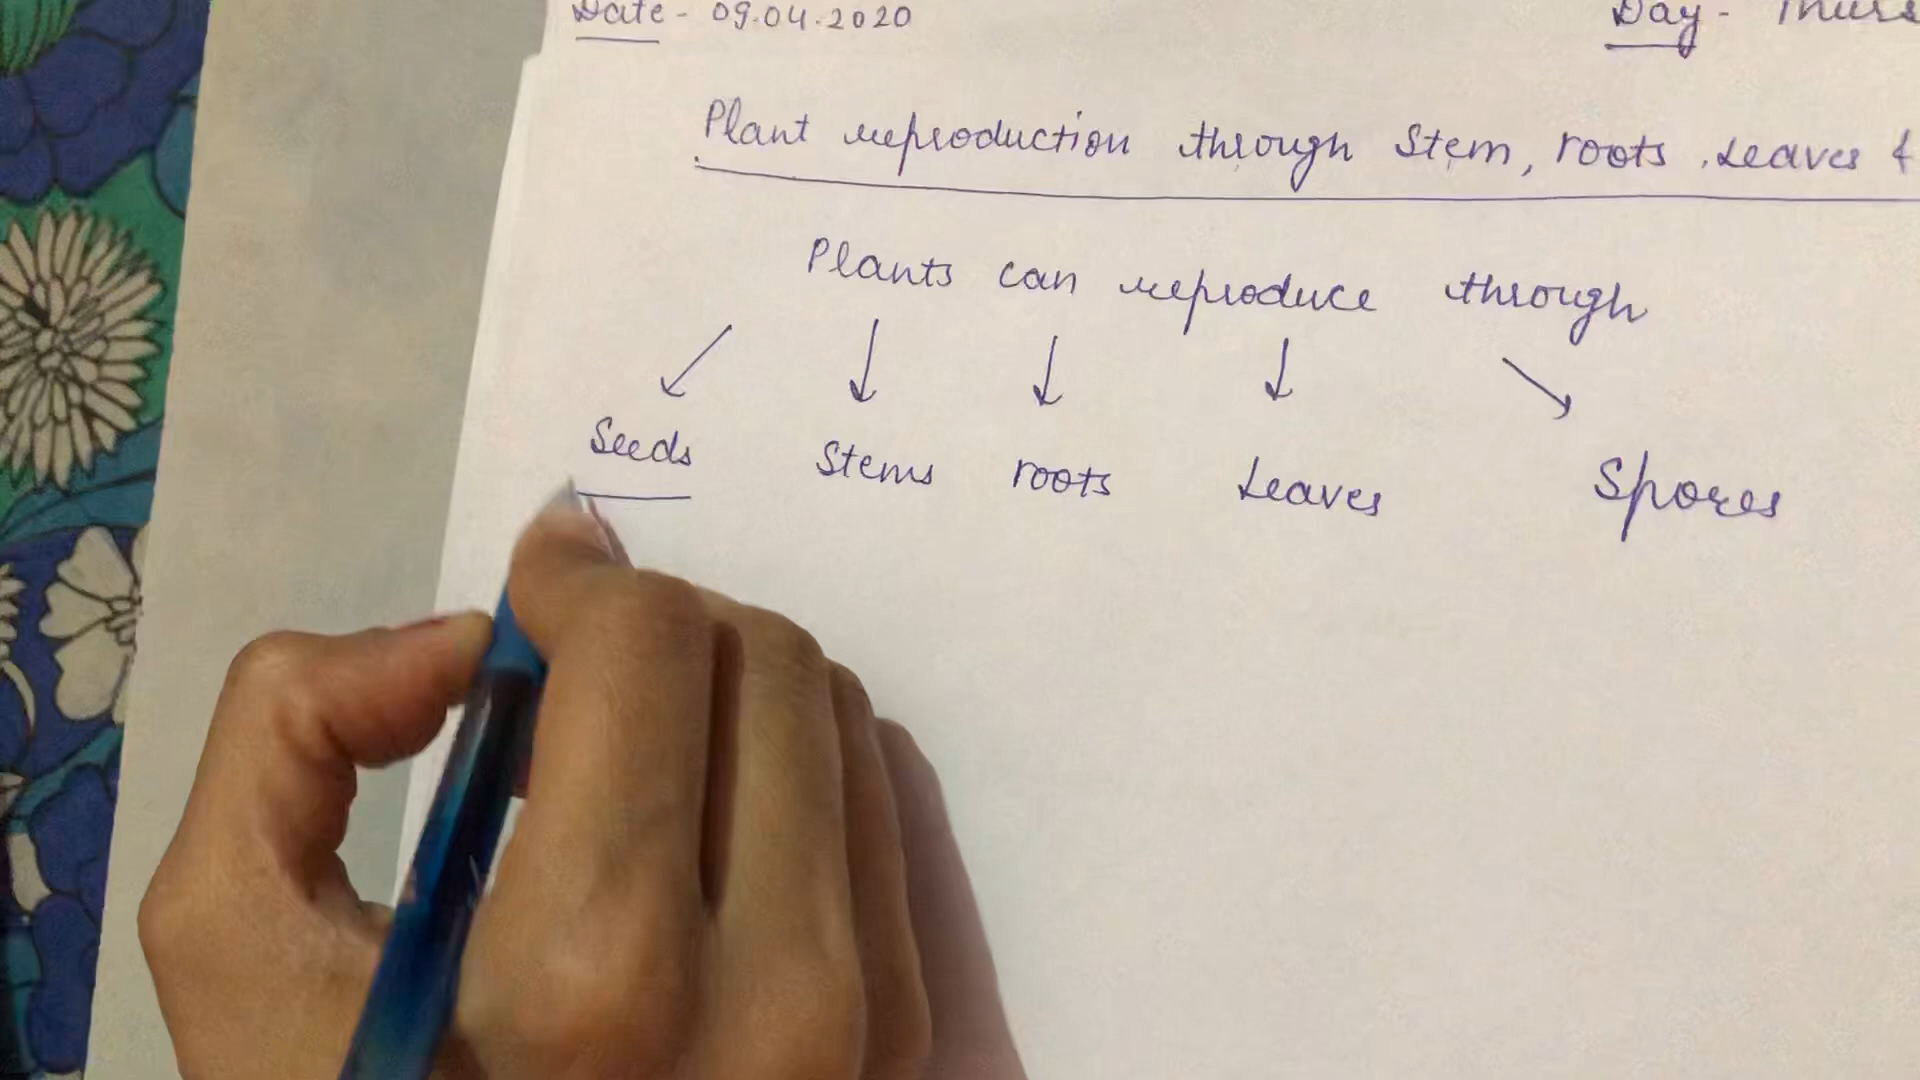 Date - 09.04.2020 Day -
Plant reproduction through Stem, roots, Leaves &
Plants can reproduce through
Seeds Stems roots Leaves Spores